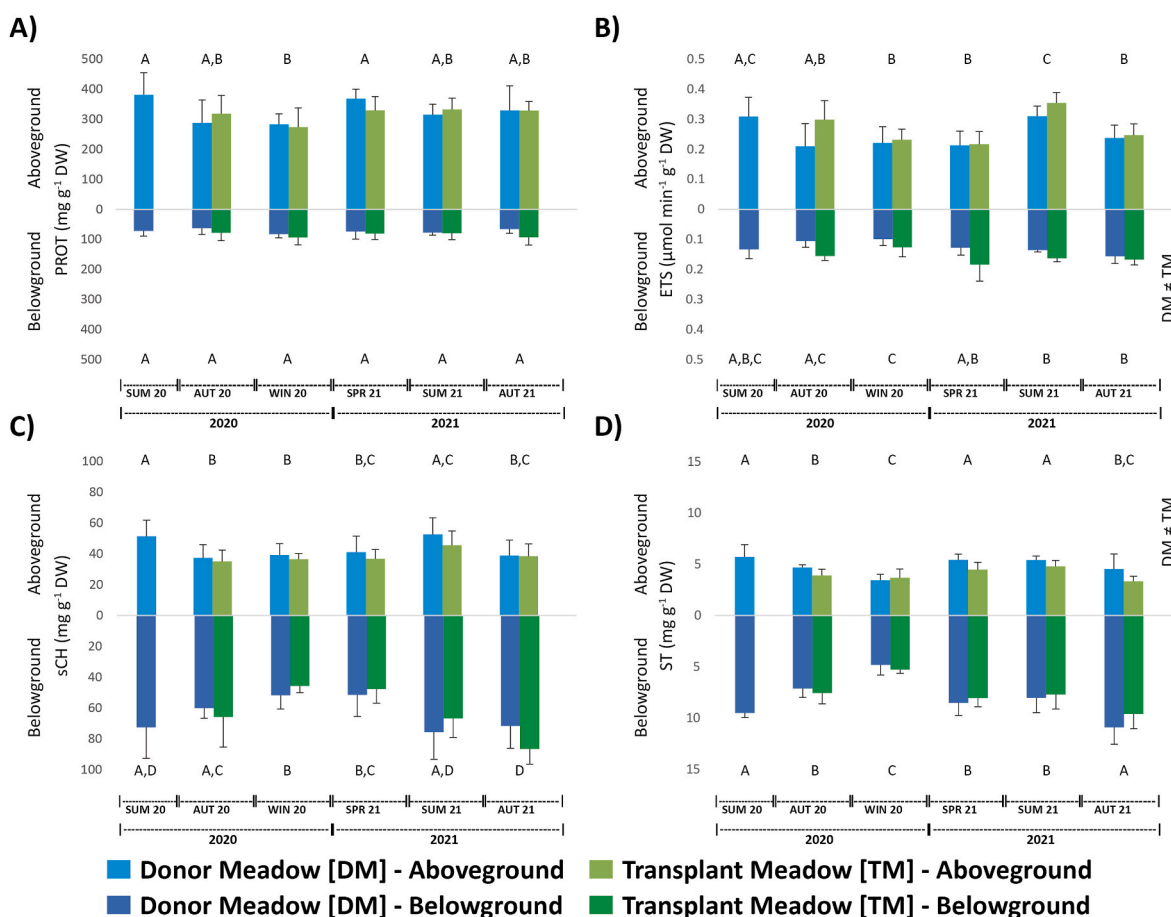 A)
500 A A,B B A A,B A,B
400
300
200
100
0
100
200
300
400
500 A A A A A A
Aboveground
Belowground
PROT (mg g-1 DW)
SUM 20 AUT 20 WIN 20 SPR 21 SUM 21 AUT 21
2020 2021
B)
0.5 A,C A,B B B C B
0.4
0.3
0.2
0.1
0
0.1
0.2
0.3
0.4
0.5 A,B,C A,C C A,B B B
Aboveground
Belowground
ETS (µmol min-1 g-1 DW)
DM ≠ TM
SUM 20 AUT 20 WIN 20 SPR 21 SUM 21 AUT 21
2020 2021
C)
100 A B B B,C A,C B,C
80
60
40
20
0
20
40
60
80
100 A,D A,C B B,C A,D D
Aboveground
Belowground
sCH (mg g-1 DW)
SUM 20 AUT 20 WIN 20 SPR 21 SUM 21 AUT 21
2020 2021
D)
15 A B C A A B,C
10
5
0
5
10
15 A B C B B A
Aboveground
Belowground
ST (mg g-1 DW)
DM ≠ TM
SUM 20 AUT 20 WIN 20 SPR 21 SUM 21 AUT 21
2020 2021
Donor Meadow [DM] - Aboveground Transplant Meadow [TM] - Aboveground
Donor Meadow [DM] - Belowground Transplant Meadow [TM] - Belowground